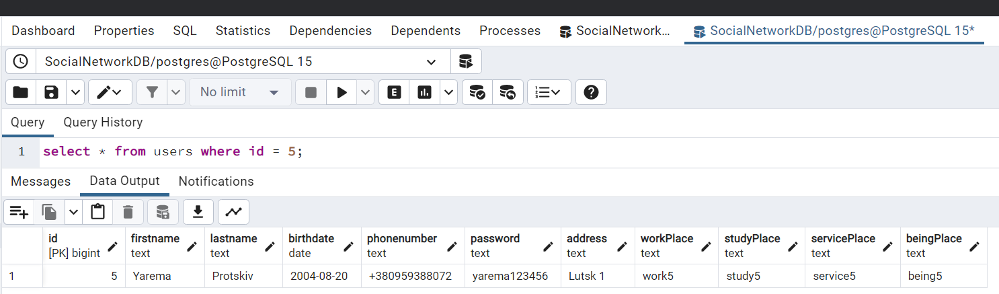 Dashboard Properties SQL Statistics Dependencies Dependents Processes SocialNetwork... SocialNetworkDB/postgres@PostgreSQL 15*
SocialNetworkDB/postgres@PostgreSQL 15
No limit E
Query Query History
1 select * from users where id = 5;
Messages Data Output Notifications
id firstname lastname birthdate phonenumber password address workPlace studyPlace servicePlace beingPlace
[PK] bigint text text date text text text text text text text
1 5 Yarema Protskiv 2004-08-20 +380959388072 yarema123456 Lutsk 1 work5 study5 service5 being5